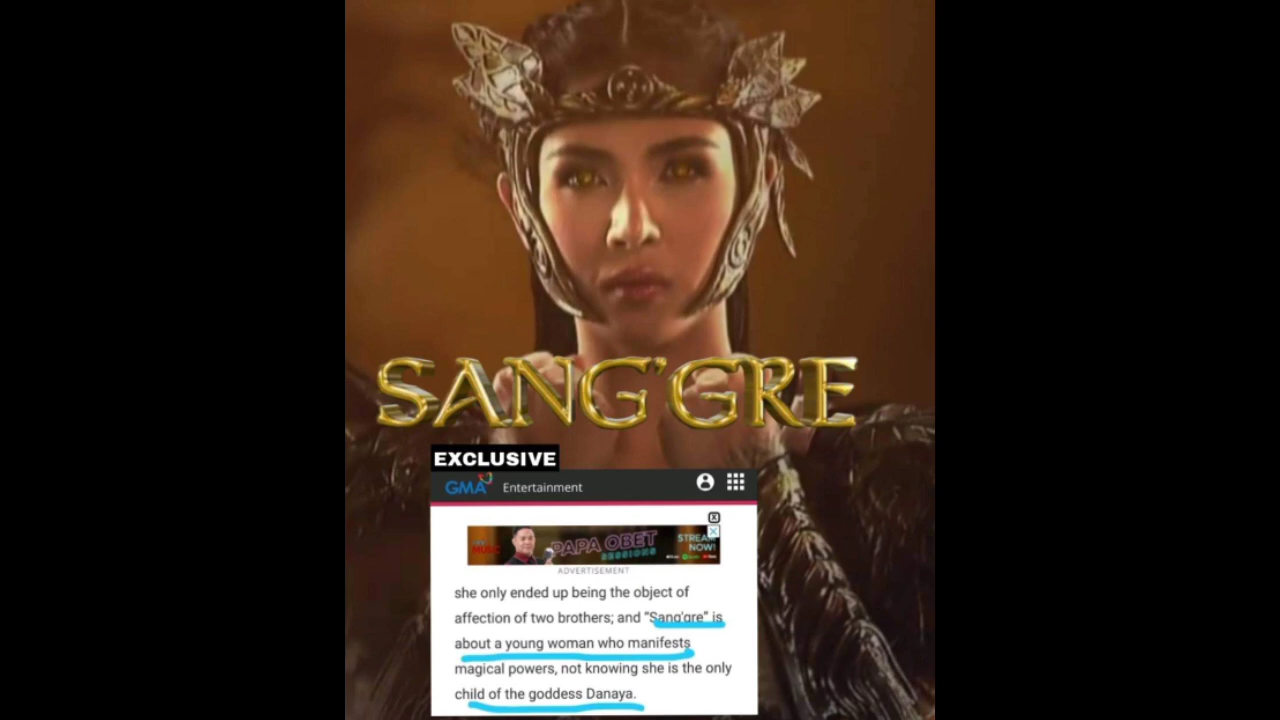 SANG'GRE
EXCLUSIVE
GMA Entertainment
PAPA OBET
SESSIONS
STREAM
NOW!
ADVERTISEMENT
she only ended up being the object of
affection of two brothers; and “Sang'gre” is
about a young woman who manifests
magical powers, not knowing she is the only
child of the goddess Danaya.